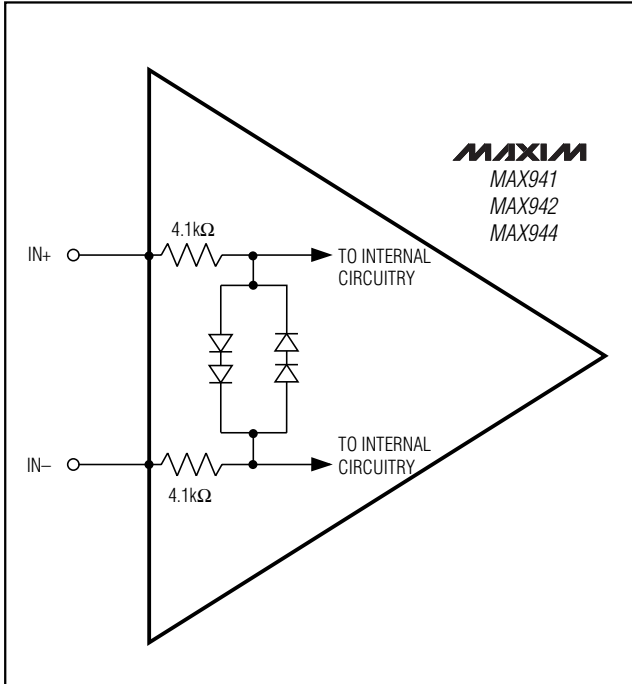 MAXIM
MAX941
MAX942
MAX944
4.1kΩ
IN+
TO INTERNAL
CIRCUITRY
IN–
TO INTERNAL
CIRCUITRY
4.1kΩ